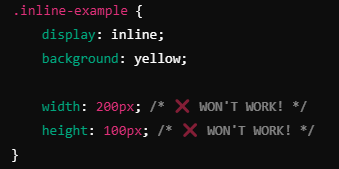 .inline-example {
    display: inline;
    background: yellow;

    width: 200px; /* ❌ WON'T WORK! */
    height: 100px; /* ❌ WON'T WORK! */
}